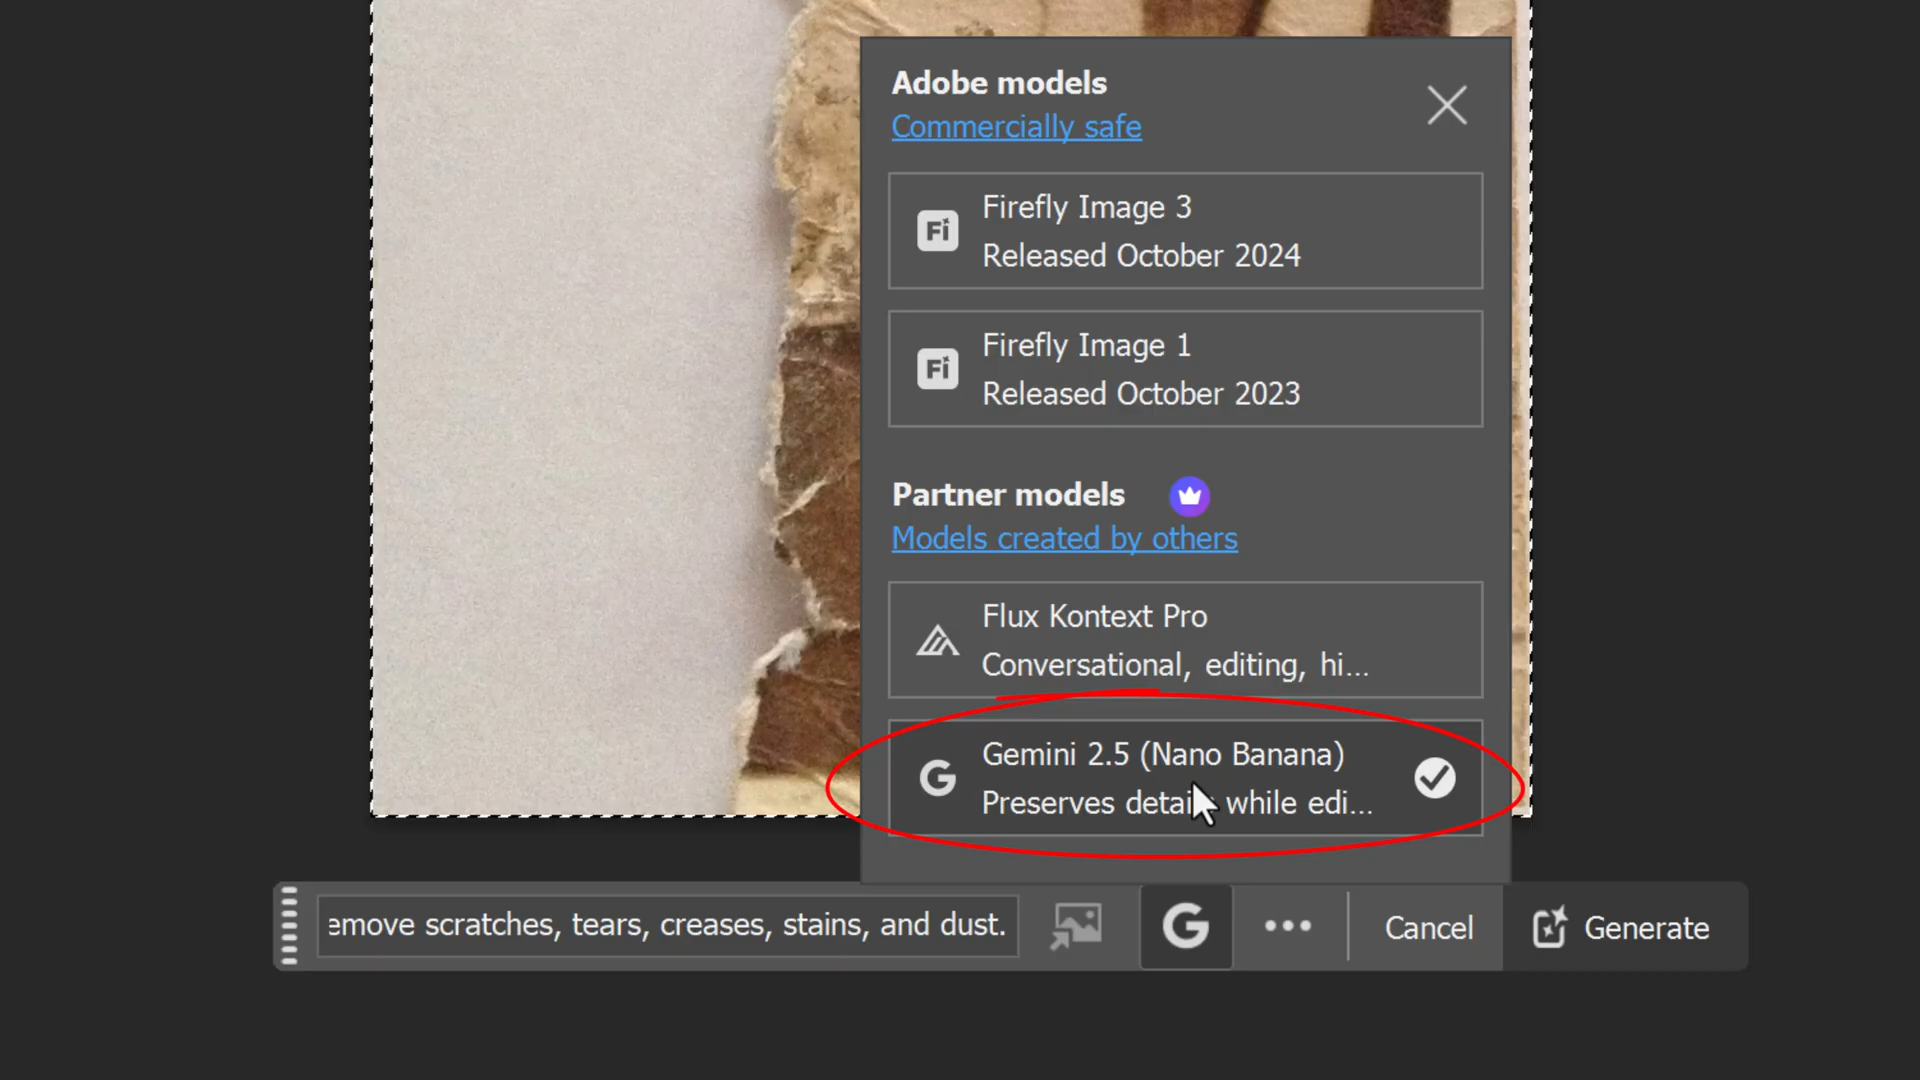 Adobe models
Commercially safe
Fi
Firefly Image 3
Released October 2024
Fi
Firefly Image 1
Released October 2023
Partner models
Models created by others
Flux Kontext Pro
Conversational, editing, hi...
G
Gemini 2.5 (Nano Banana)
Preserves details while edi...
emove scratches, tears, creases, stains, and dust.
G
Cancel
Generate